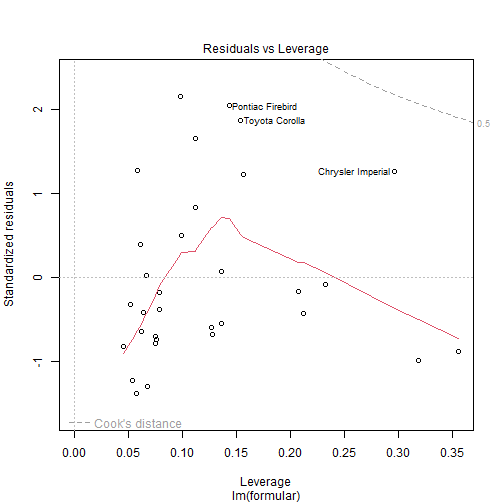 Residuals vs Leverage
Standardized residuals
2
1
0
-1
Pontiac Firebird
Toyota Corolla
Chrysler Imperial
0.5
Cook's distance
0.00 0.05 0.10 0.15 0.20 0.25 0.30 0.35
Leverage
lm(formular)